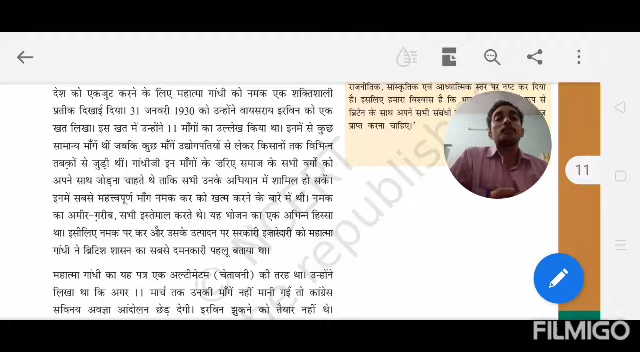 देश को एकजुट करने के लिए महात्मा गांधी को नमक एक शक्तिशाली
प्रतीक दिखाई दिया। 31 जनवरी 1930 को उन्होंने वायसराय इरविन को एक
ख़त लिखा। इस ख़त में उन्होंने 11 माँगों का उल्लेख किया था। इनमें से कुछ
सामान्य माँगें थीं जबकि कुछ माँगें उद्योगपतियों से लेकर किसानों तक विभिन्न
तबक़ों से जुड़ी थीं। गांधीजी इन माँगों के ज़रिए समाज के सभी वर्गों को
अपने साथ जोड़ना चाहते थे ताकि सभी उनके अभियान में शामिल हो सकें।
इनमें सबसे महत्त्वपूर्ण माँग नमक कर को खत्म करने के बारे में थी। नमक
का अमीर-ग़रीब, सभी इस्तेमाल करते थे। यह भोजन का एक अभिन्न हिस्सा
था। इसीलिए नमक पर कर और उसके उत्पादन पर सरकारी इज़ारेदारी को महात्मा
गांधी ने ब्रिटिश शासन का सबसे दमनकारी पहलू बताया था।
महात्मा गांधी का यह पत्र एक अल्टीमेटम (चेतावनी) की तरह था। उन्होंने
लिखा था कि अगर 11 मार्च तक उनकी माँगें नहीं मानी गईं तो कांग्रेस
सविनय अवज्ञा आंदोलन छेड़ देगी। इरविन झुकने को तैयार नहीं थे।
राजनीतिक, सांस्कृतिक एवं आध्यात्मिक स्तर पर नष्ट कर दिया
है। इसलिए हमारा विश्वास है कि से
ब्रिटेन के साथ अपने सभी संबंधों
प्राप्त करना चाहिए।'
11
© NCERT
republished
FILMIGO